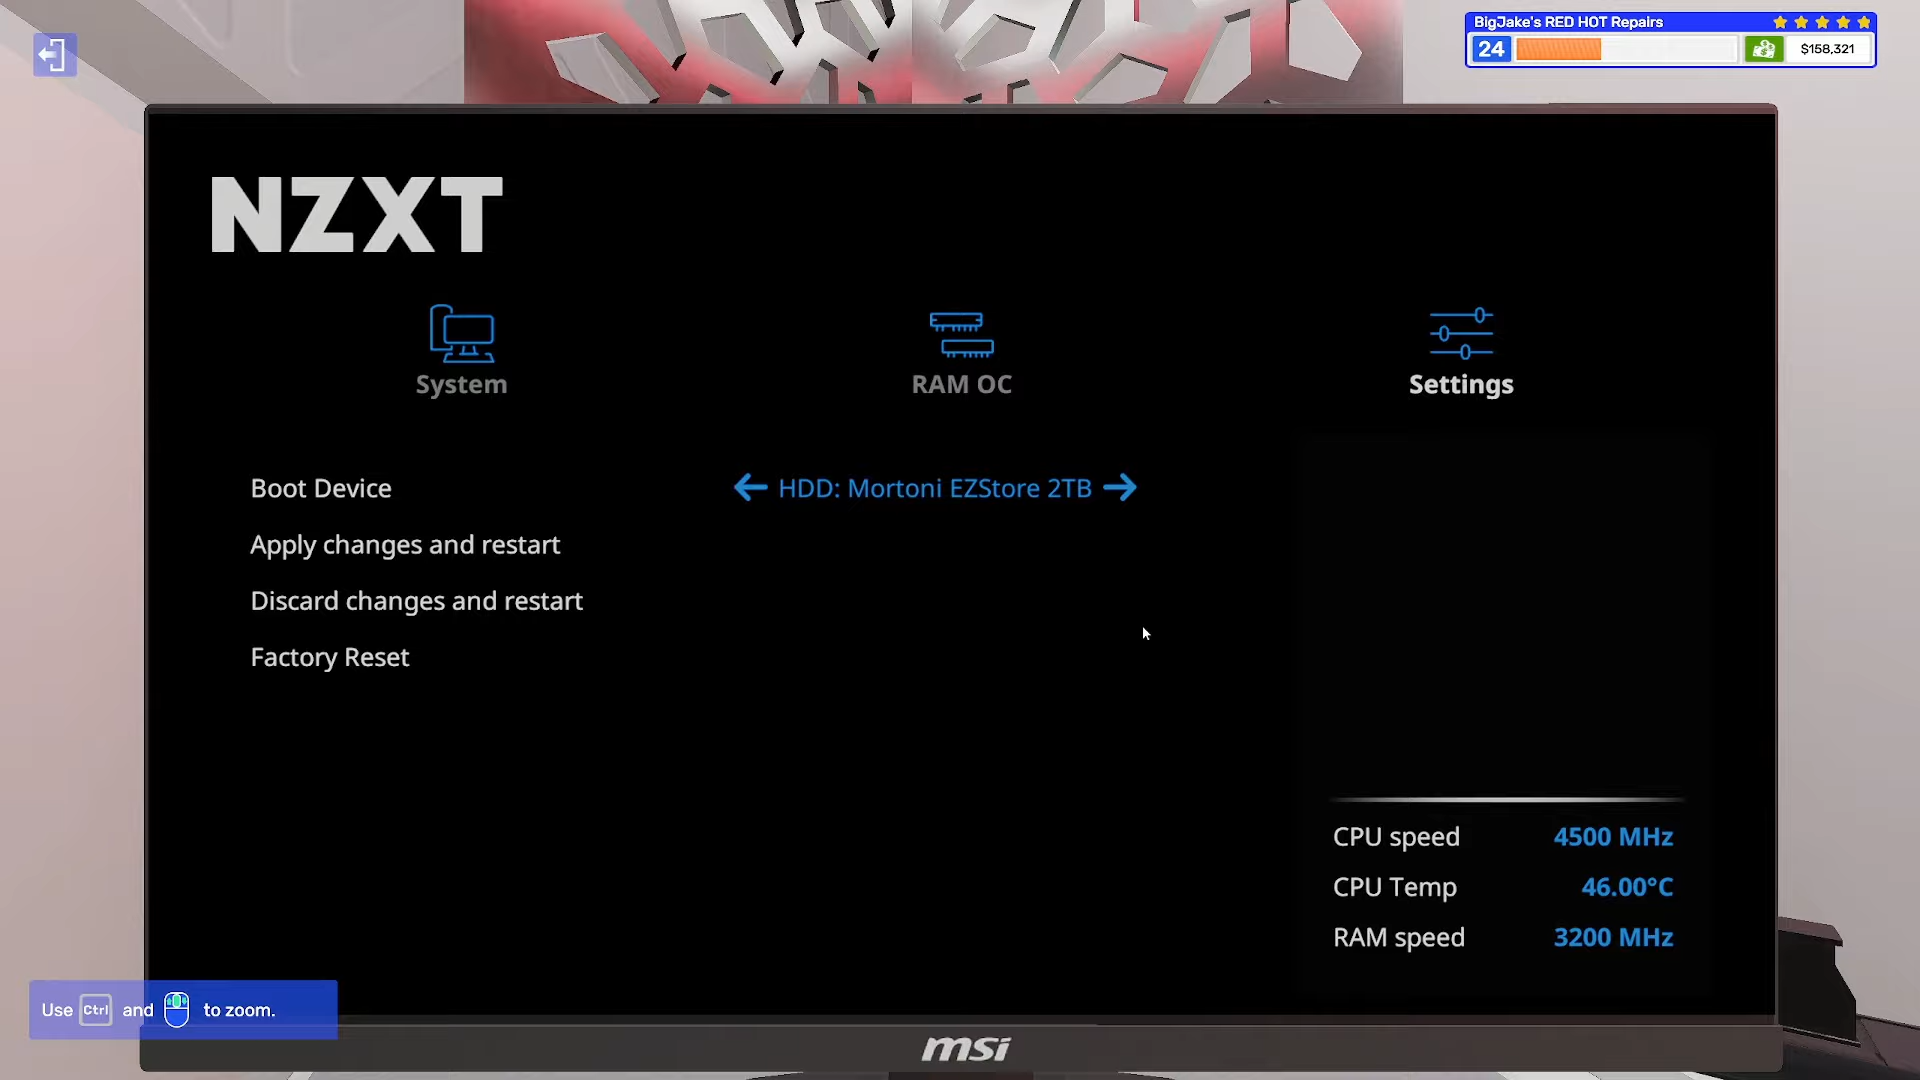 BigJake's RED HOT Repairs
24
$158,321
NZXT
System
RAM OC
Settings
Boot Device
HDD: Mortoni EZStore 2TB
Apply changes and restart
Discard changes and restart
Factory Reset
CPU speed 4500 MHz
CPU Temp 46.00°C
RAM speed 3200 MHz
Use Ctrl and to zoom.
msi